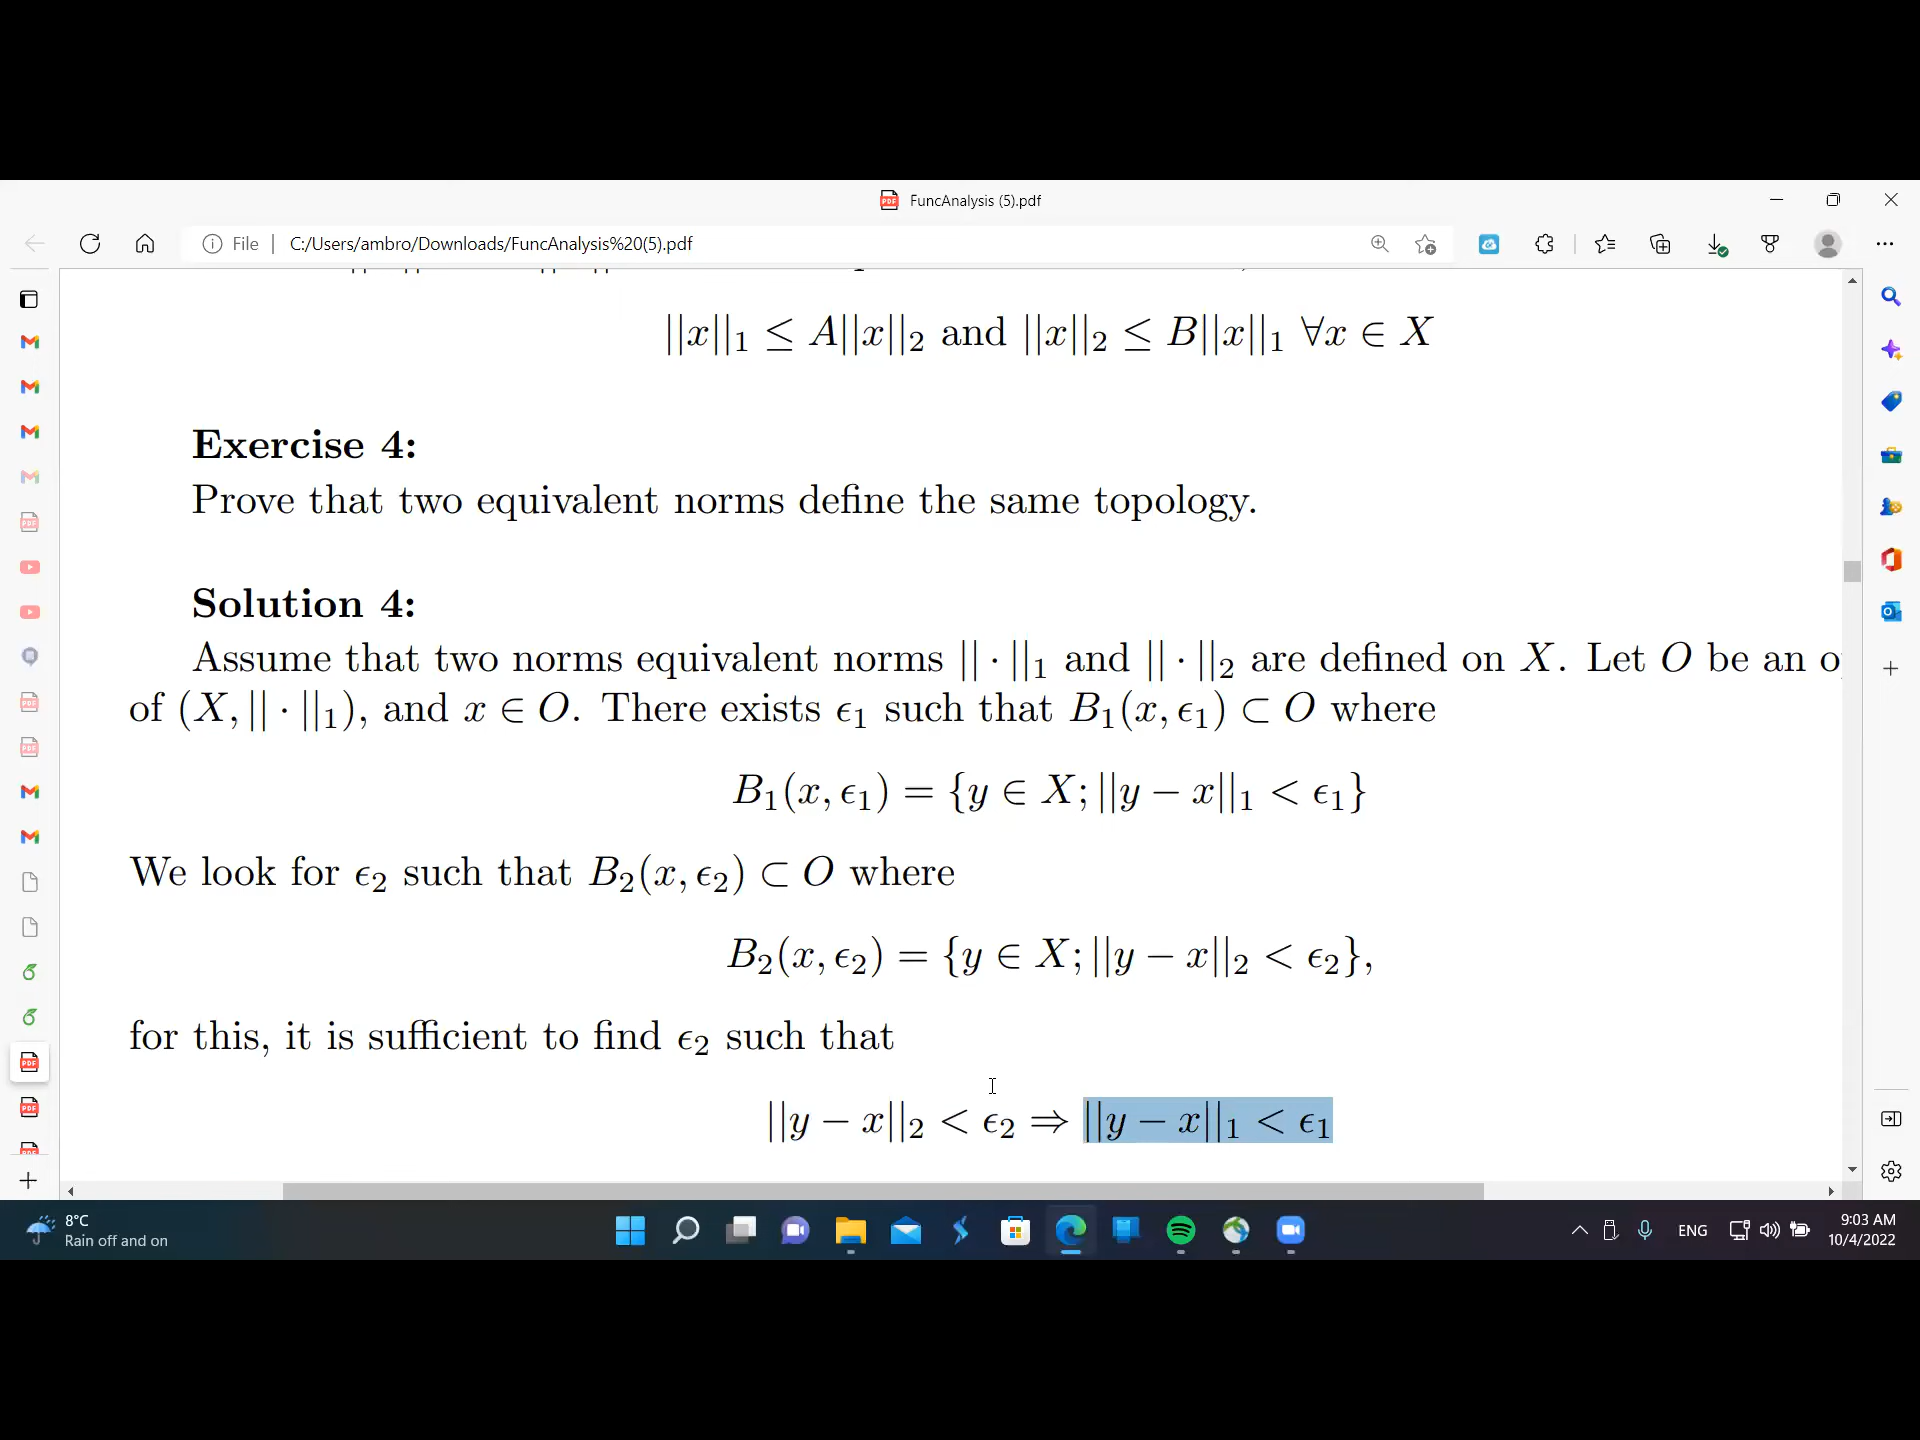 FuncAnalysis (5).pdf
File | C:/Users/ambro/Downloads/FuncAnalysis%20(5).pdf
||x||₁ ≤ A||x||₂ and ||x||₂ ≤ B||x||₁ ∀x ∈ X
Exercise 4:
Prove that two equivalent norms define the same topology.
Solution 4:
Assume that two norms equivalent norms || · ||₁ and || · ||₂ are defined on X. Let O be an
of (X, || · ||₁), and x ∈ O. There exists ϵ₁ such that B₁(x, ϵ₁) ⊂ O where
B₁(x, ϵ₁) = {y ∈ X; ||y − x||₁ < ϵ₁}
We look for ϵ₂ such that B₂(x, ϵ₂) ⊂ O where
B₂(x, ϵ₂) = {y ∈ X; ||y − x||₂ < ϵ₂},
for this, it is sufficient to find ϵ₂ such that
||y − x||₂ < ϵ₂ ⇒ ||y − x||₁ < ϵ₁
8°C
Rain off and on
ENG
9:03 AM
10/4/2022